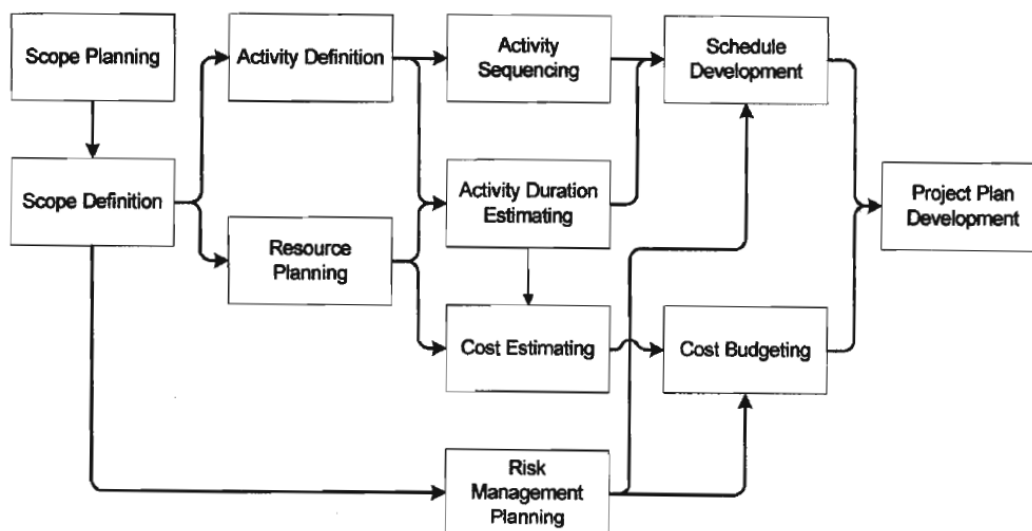 Scope Planning
Activity Definition
Activity
Sequencing
Schedule
Development
Scope Definition
Resource
Planning
Activity Duration
Estimating
Project Plan
Development
Cost Estimating
Cost Budgeting
Risk
Management
Planning